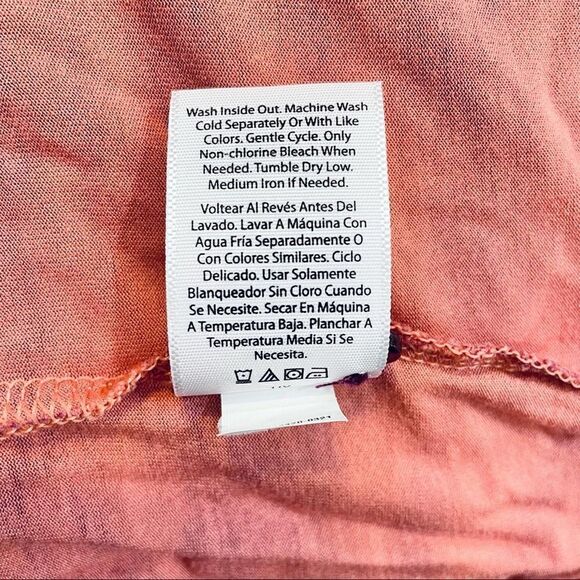 Wash Inside Out. Machine Wash
Cold Separately Or With Like
Colors. Gentle Cycle. Only
Non-chlorine Bleach When
Needed. Tumble Dry Low.
Medium Iron If Needed.
Voltear Al Revés Antes Del
Lavado. Lavar A Máquina Con
Agua Fría Separadamente O
Con Colores Similares. Ciclo
Delicado. Usar Solamente
Blanqueador Sin Cloro Cuando
Se Necesite. Secar En Máquina
A Temperatura Baja. Planchar A
Temperatura Media Si Se
Necesita.